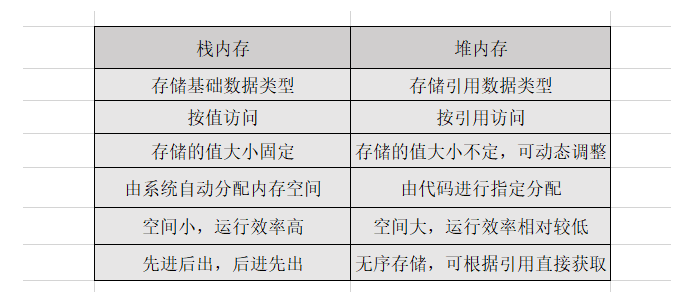 栈内存 堆内存
存储基础数据类型 存储引用数据类型
按值访问 按引用访问
存储的值大小固定 存储的值大小不定，可动态调整
由系统自动分配内存空间 由代码进行指定分配
空间小，运行效率高 空间大，运行效率相对较低
先进后出，后进先出 无序存储，可根据引用直接获取